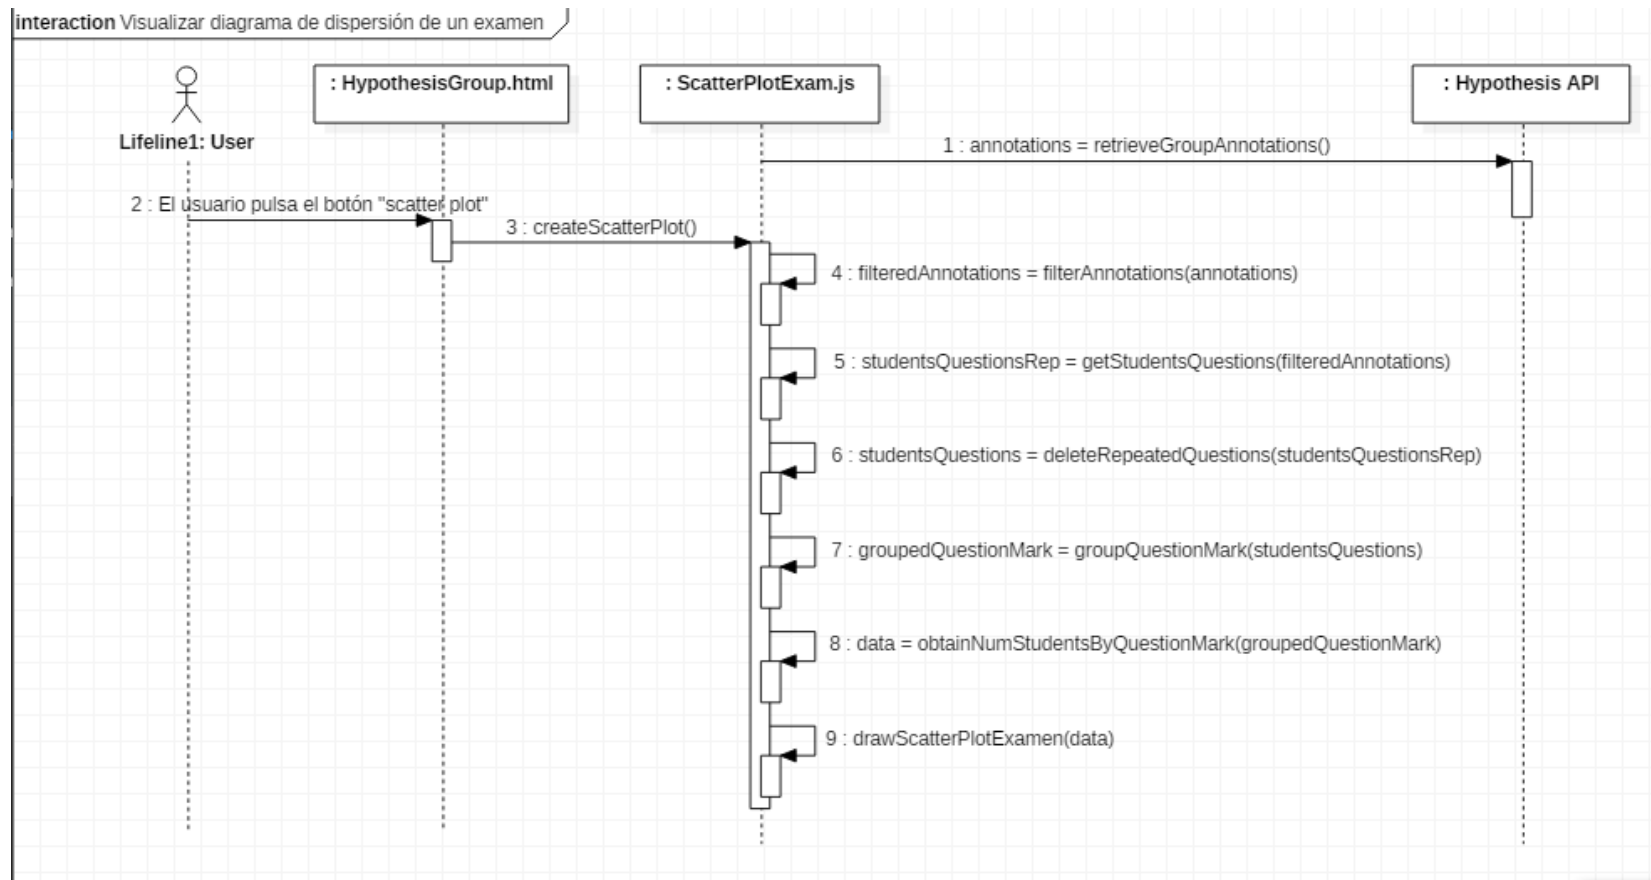 interaction Visualizar diagrama de dispersión de un examen
: HypothesisGroup.html
: ScatterPlotExam.js
: Hypothesis API
Lifeline1: User
1 : annotations = retrieveGroupAnnotations()
2 : El usuario pulsa el botón "scatter plot"
3 : createScatterPlot()
4 : filteredAnnotations = filterAnnotations(annotations)
5 : studentsQuestionsRep = getStudentsQuestions(filteredAnnotations)
6 : studentsQuestions = deleteRepeatedQuestions(studentsQuestionsRep)
7 : groupedQuestionMark = groupQuestionMark(studentsQuestions)
8 : data = obtainNumStudentsByQuestionMark(groupedQuestionMark)
9 : drawScatterPlotExamen(data)